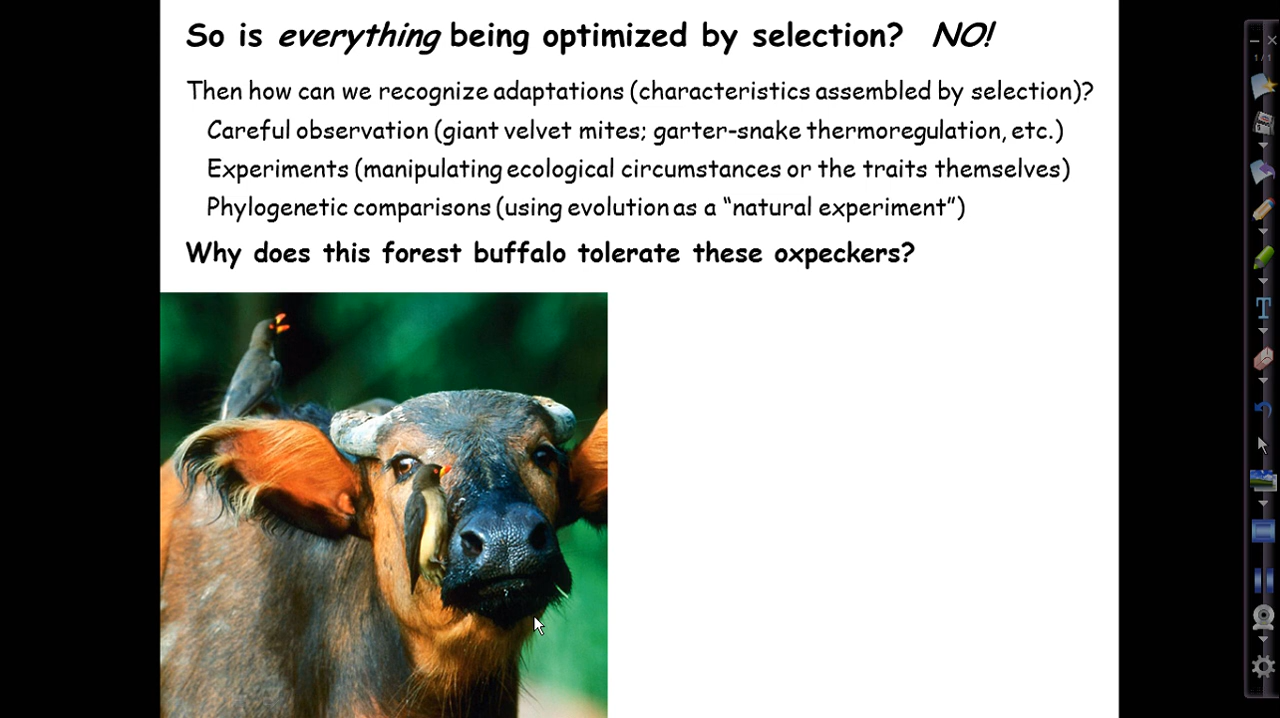 So is everything being optimized by selection? NO!
Then how can we recognize adaptations (characteristics assembled by selection)?
Careful observation (giant velvet mites; garter-snake thermoregulation, etc.)
Experiments (manipulating ecological circumstances or the traits themselves)
Phylogenetic comparisons (using evolution as a “natural experiment”)
Why does this forest buffalo tolerate these oxpeckers?
1/1
T